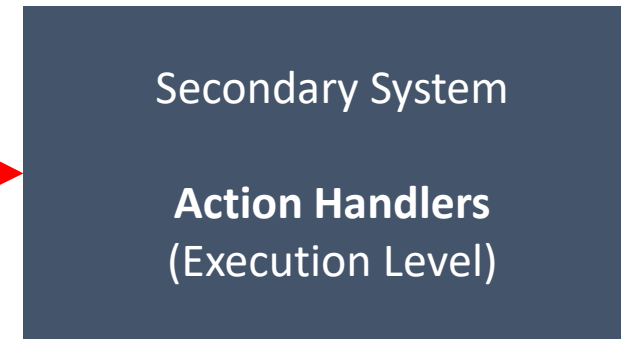 Secondary System
Action Handlers
(Execution Level)